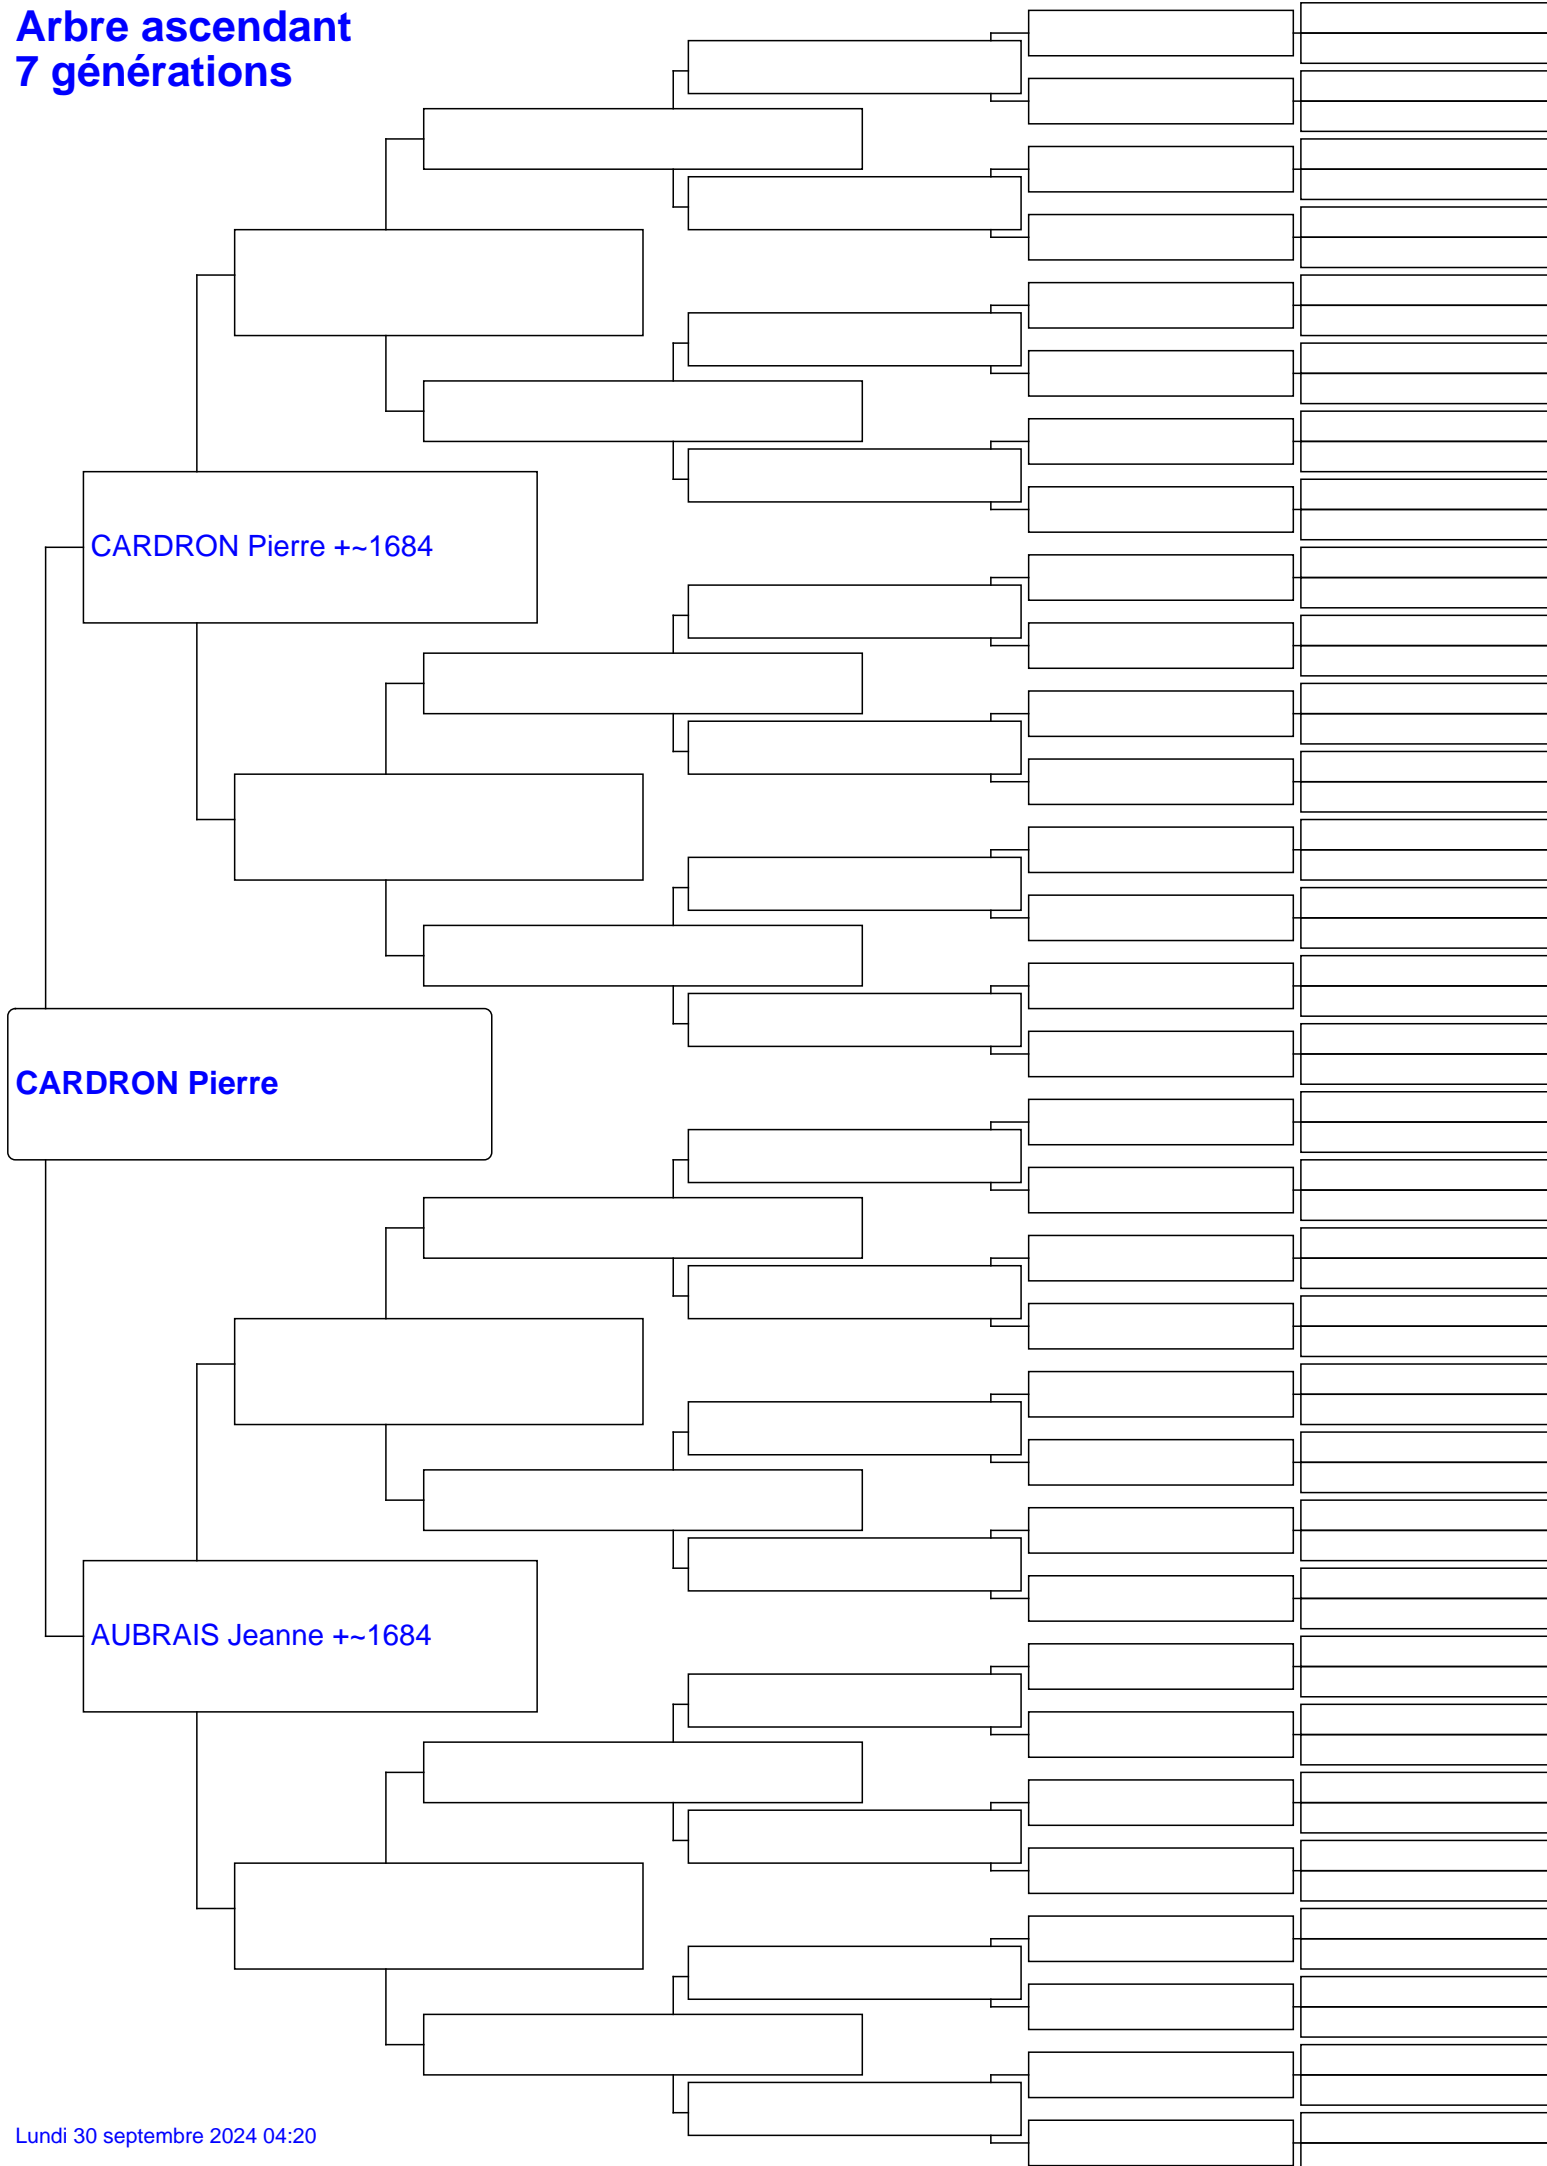 Arbre ascendant
7 générations
CARDRON Pierre +~1684
CARDRON Pierre
AUBRAIS Jeanne +~1684
Lundi 30 septembre 2024 04:20